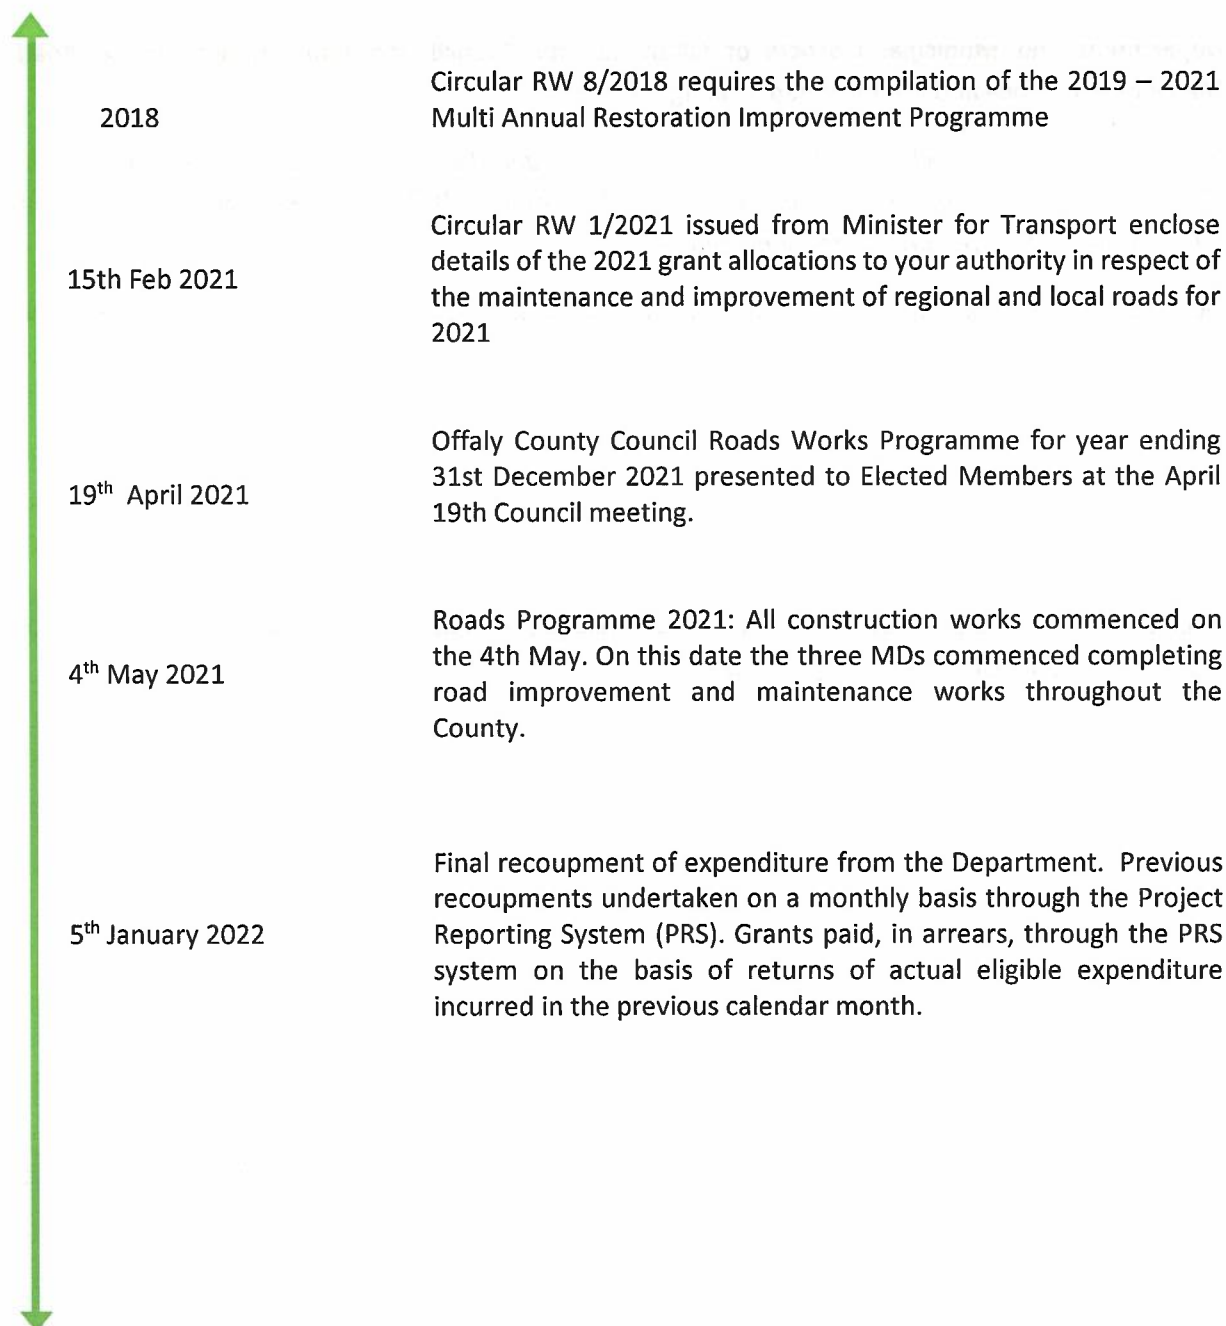 Circular RW 8/2018 requires the compilation of the 2019 – 2021
2018
Multi Annual Restoration Improvement Programme
Circular RW 1/2021 issued from Minister for Transport enclose
15th Feb 2021
details of the 2021 grant allocations to your authority in respect of
the maintenance and improvement of regional and local roads for
2021
Offaly County Council Roads Works Programme for year ending
19th April 2021
31st December 2021 presented to Elected Members at the April
19th Council meeting.
Roads Programme 2021: All construction works commenced on
4th May 2021
the 4th May. On this date the three MDs commenced completing
road improvement and maintenance works throughout the
County.
Final recoupment of expenditure from the Department. Previous
recoupments undertaken on a monthly basis through the Project
5th January 2022
Reporting System (PRS). Grants paid, in arrears, through the PRS
system on the basis of returns of actual eligible expenditure
incurred in the previous calendar month.